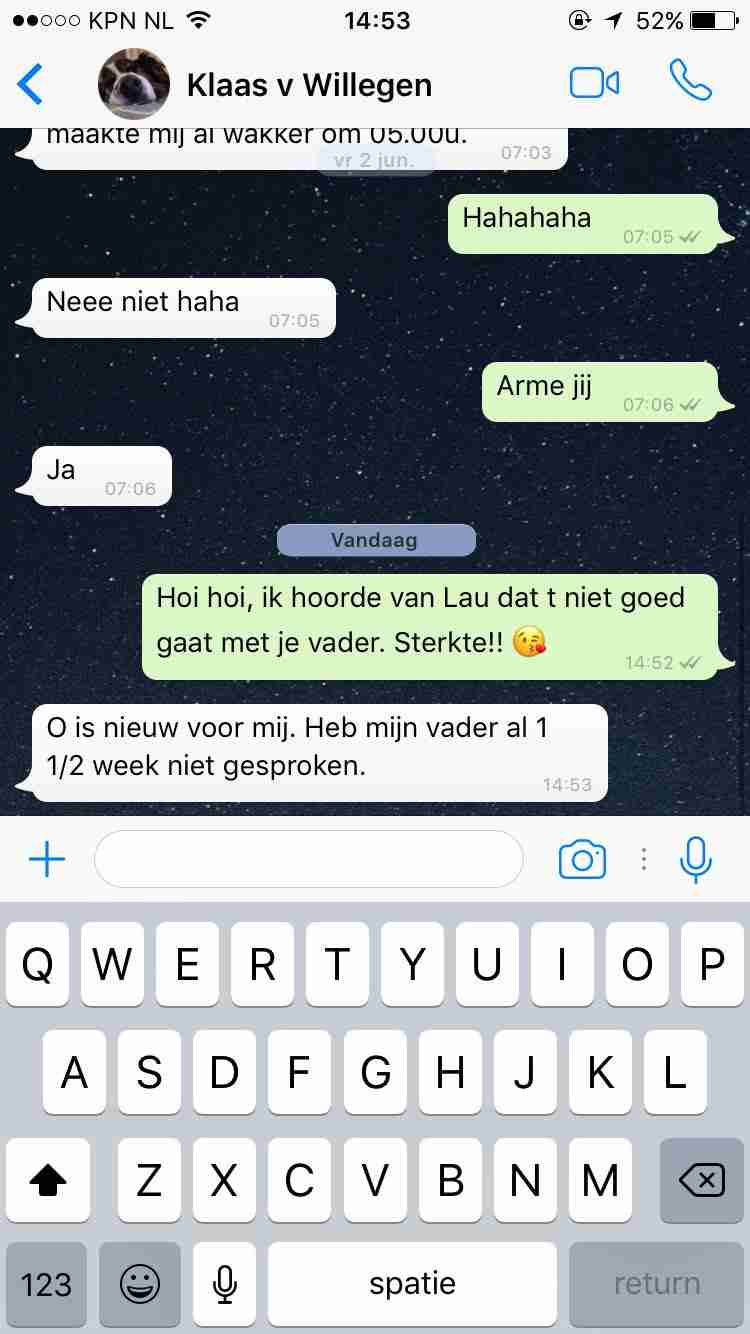 KPN NL 14:53 52%
Klaas v Willegen
maakte mij al wakker om 05.00u.
07:03
vr 2 jun.
Hahahaha
07:05
Neee niet haha
07:05
Arme jij
07:06
Ja
07:06
Vandaag
Hoi hoi, ik hoorde van Lau dat t niet goed
gaat met je vader. Sterkte!! 😘
14:52
O is nieuw voor mij. Heb mijn vader al 1
1/2 week niet gesproken.
14:53
Q W E R T Y U I O P
A S D F G H J K L
Z X C V B N M
123 spatie return